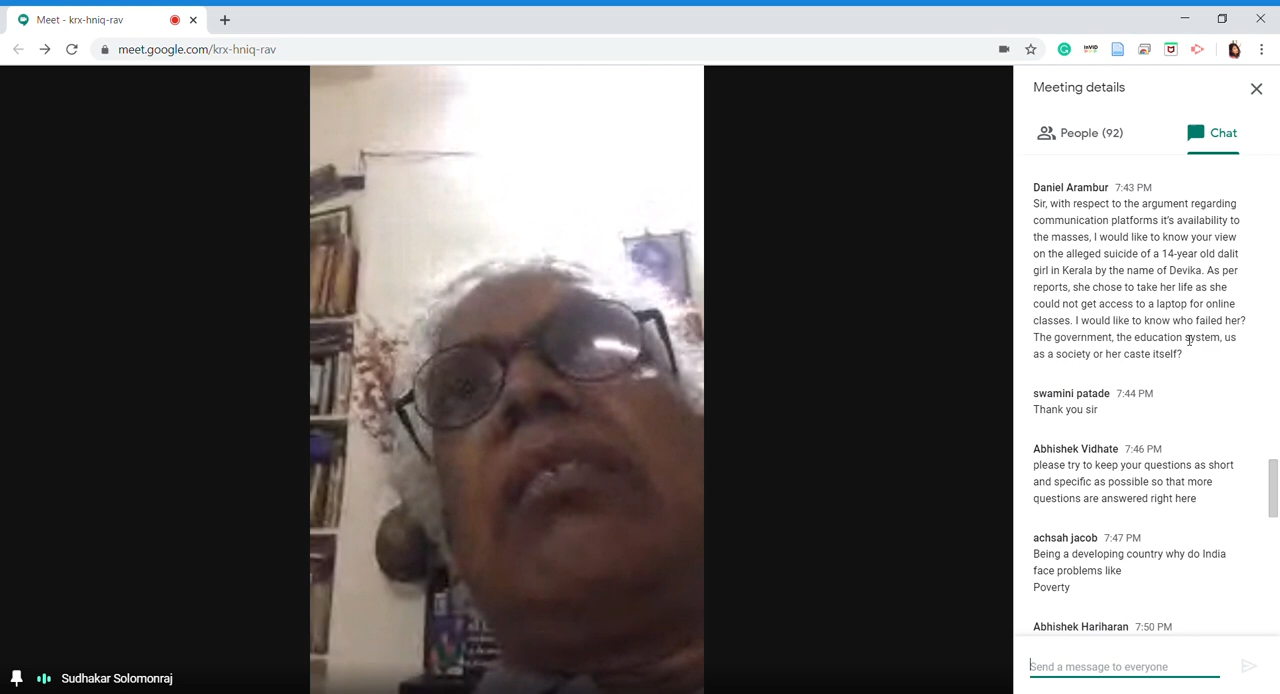 Meet - krx-hniq-rav
meet.google.com/krx-hniq-rav
Meeting details
People (92)
Chat
Daniel Arambur 7:43 PM
Sir, with respect to the argument regarding
communication platforms it's availability to
the masses, I would like to know your view
on the alleged suicide of a 14-year old dalit
girl in Kerala by the name of Devika. As per
reports, she chose to take her life as she
could not get access to a laptop for online
classes. I would like to know who failed her?
The government, the education system, us
as a society or her caste itself?
swamini patade 7:44 PM
Thank you sir
Abhishek Vidhate 7:46 PM
please try to keep your questions as short
and specific as possible so that more
questions are answered right here
achsah jacob 7:47 PM
Being a developing country why do India
face problems like
Poverty
Abhishek Hariharan 7:50 PM
Send a message to everyone
Sudhakar Solomonraj